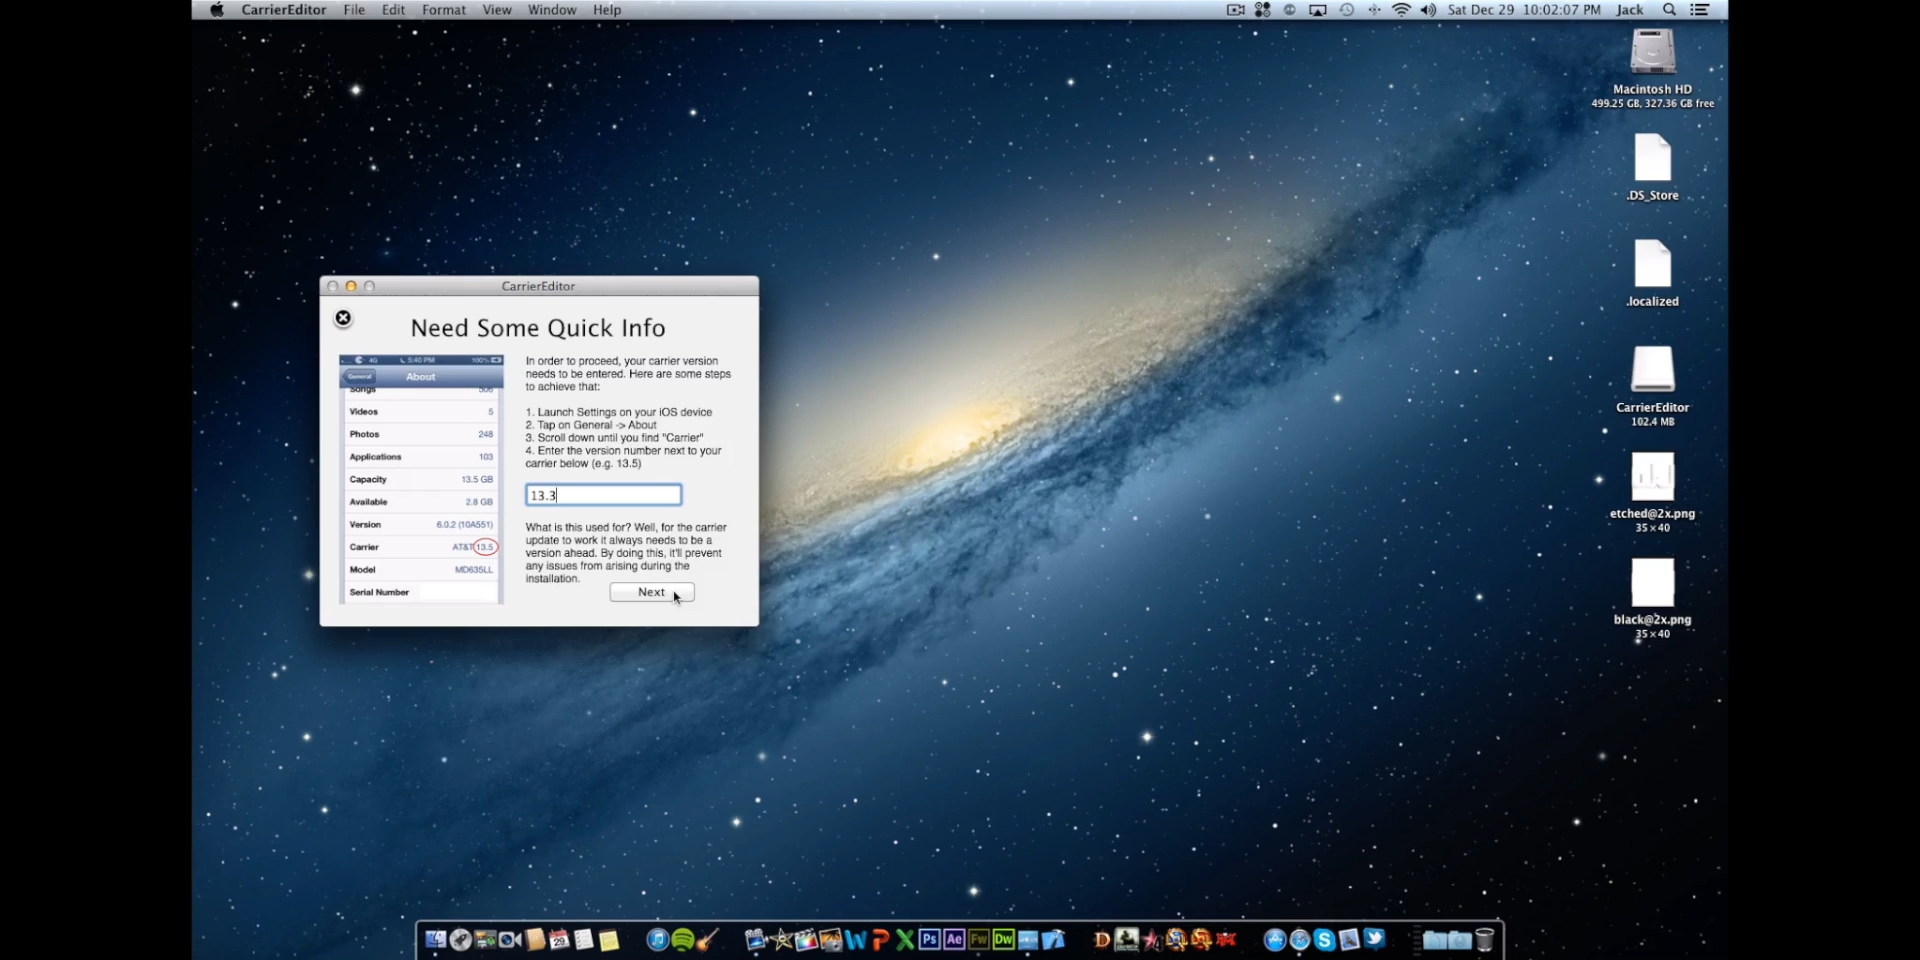 CarrierEditor File Edit Format View Window Help
Sat Dec 29 10:02:07 PM Jack
Macintosh HD
499.25 GB, 327.36 GB free
.DS_Store
.localized
CarrierEditor
102.4 MB
etched@2x.png
35×40
black@2x.png
35×40
CarrierEditor
Need Some Quick Info
4G 5:40 PM 100%
General About
Songs 506
Videos 5
Photos 248
Applications 103
Capacity 13.5 GB
Available 2.8 GB
Version 6.0.2 (10A551)
Carrier AT&T 13.5
Model MD635LL
Serial Number
In order to proceed, your carrier version
needs to be entered. Here are some steps
to achieve that:
1. Launch Settings on your iOS device
2. Tap on General -> About
3. Scroll down until you find "Carrier"
4. Enter the version number next to your
carrier below (e.g. 13.5)
13.3
What is this used for? Well, for the carrier
update to work it always needs to be a
version ahead. By doing this, it'll prevent
any issues from arising during the
installation.
Next
29
W P X Ps Ae Fw Dw D S